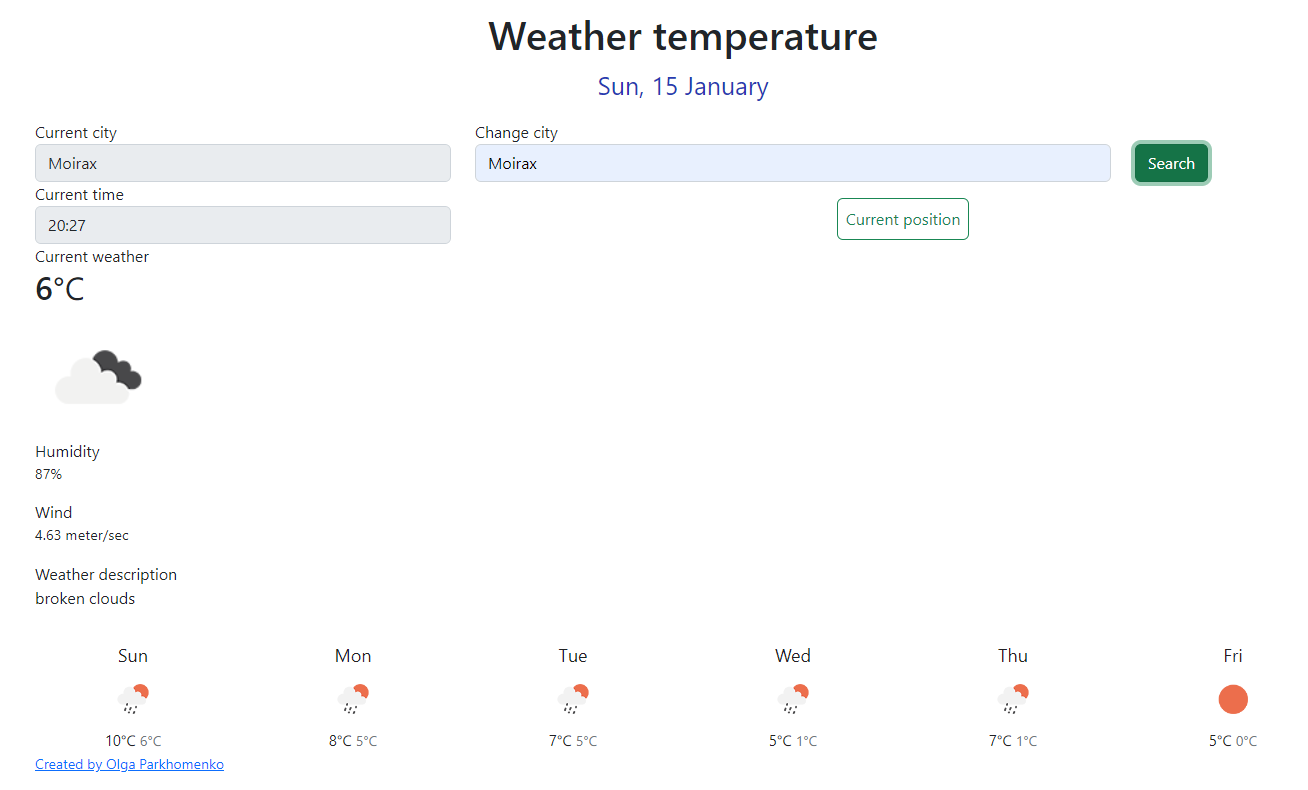 Weather temperature
Sun, 15 January
Current city
Change city
Moirax
Moirax
Search
Current time
20:27
Current position
Current weather
6°C
Humidity
87%
Wind
4.63 meter/sec
Weather description
broken clouds
Sun Mon Tue Wed Thu Fri
10°C 6°C 8°C 5°C 7°C 5°C 5°C 1°C 7°C 1°C 5°C 0°C
Created by Olga Parkhomenko